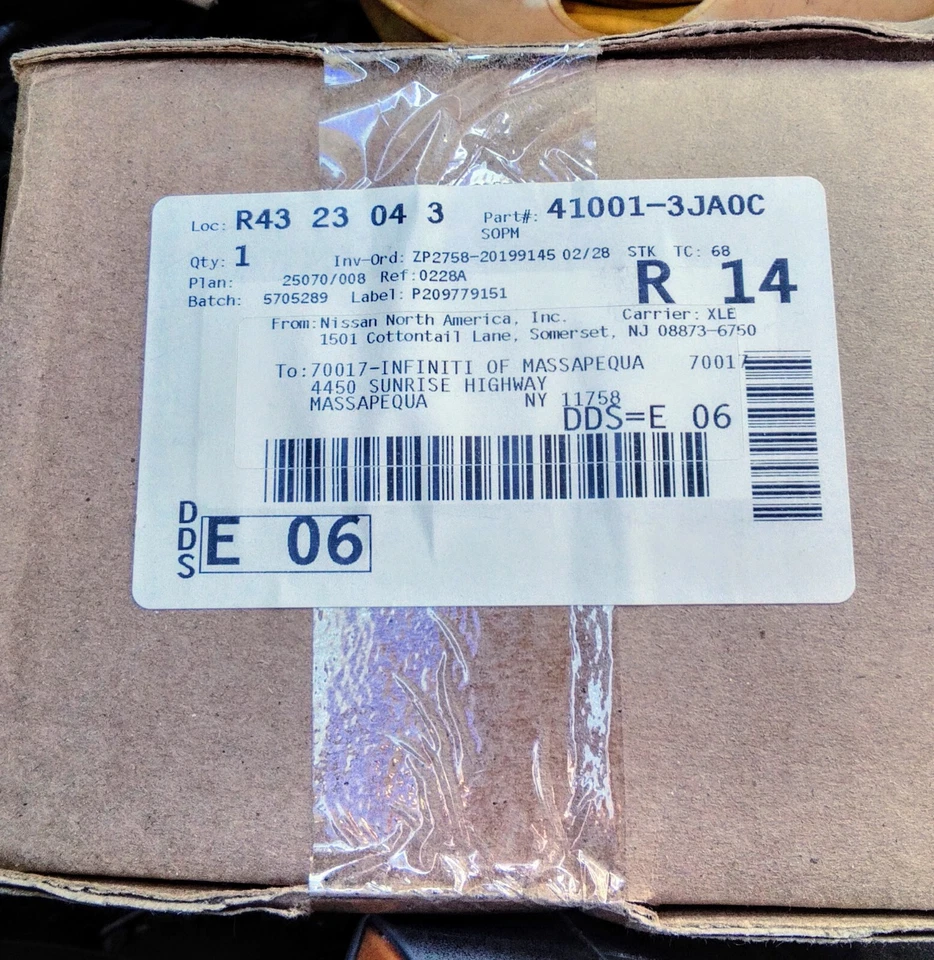 Loc: R43 23 04 3 Part#: 41001-3JA0C
SOPM
Qty: 1 Inv-Ord: ZP2758-20199145 02/28 STK TC: 68
Plan: 25070/008 Ref:0228A R 14
Batch: 5705289 Label: P209779151
From: Nissan North America, Inc. Carrier: XLE
1501 Cottontail Lane, Somerset, NJ 08873-6750
To: 70017-INFINITI OF MASSAPEQUA 70017
4450 SUNRISE HIGHWAY
MASSAPEQUA NY 11758
DDS=E 06
DDS E 06